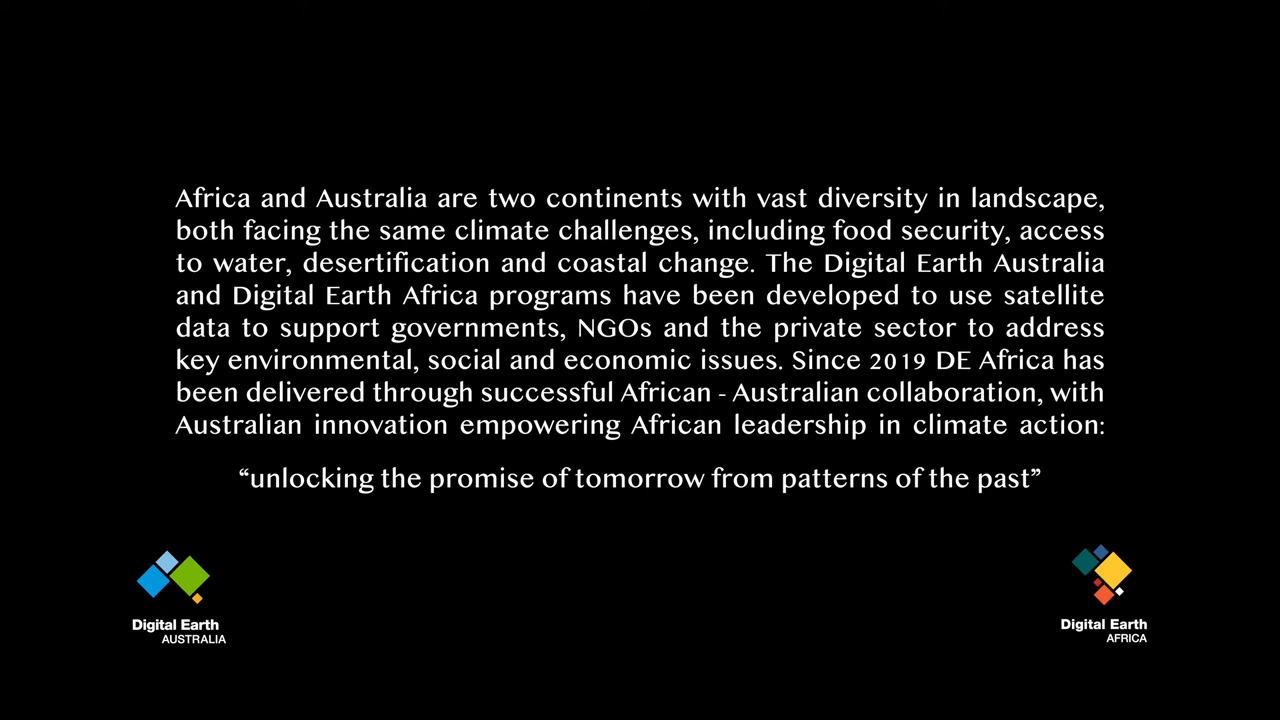 Africa and Australia are two continents with vast diversity in landscape,
both facing the same climate challenges, including food security, access
to water, desertification and coastal change. The Digital Earth Australia
and Digital Earth Africa programs have been developed to use satellite
data to support governments, NGOs and the private sector to address
key environmental, social and economic issues. Since 2019 DE Africa has
been delivered through successful African - Australian collaboration, with
Australian innovation empowering African leadership in climate action:
“unlocking the promise of tomorrow from patterns of the past”
Digital Earth
AUSTRALIA
Digital Earth
AFRICA